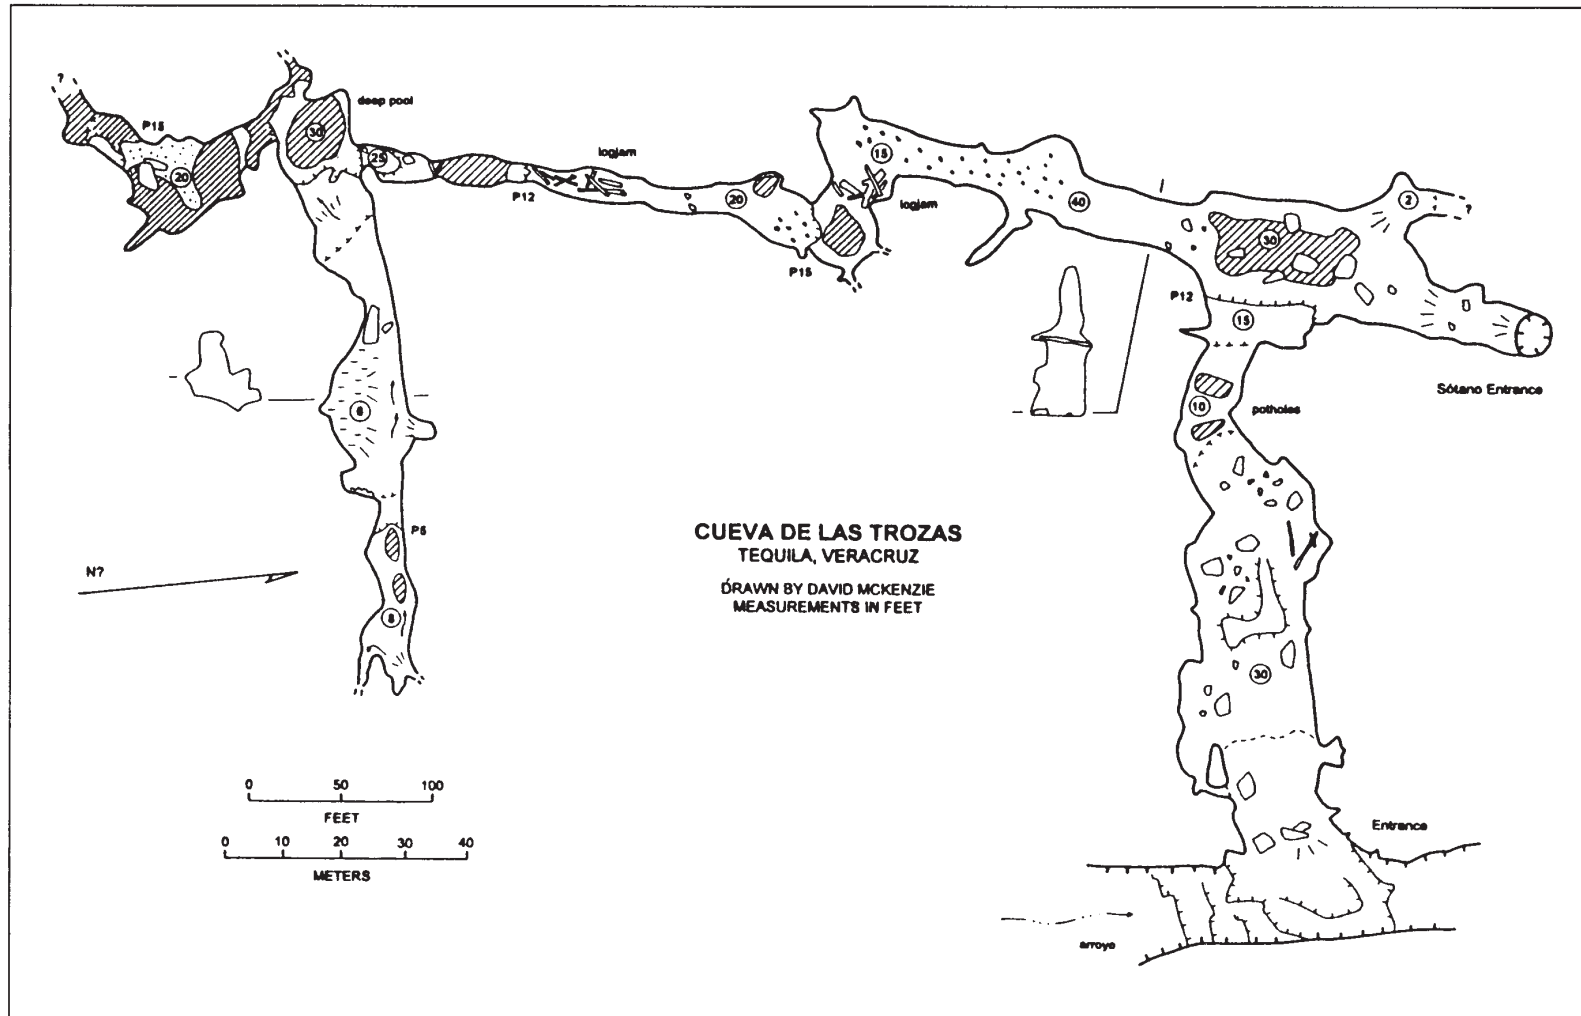 ?
P15
deep pool
30
25
20
P12
logjam
20
P15
15
logjam
40
2
?
30
P12
15
Sótano Entrance
10
potholes
6
P5
N?
8
CUEVA DE LAS TROZAS
TEQUILA, VERACRUZ
DRAWN BY DAVID MCKENZIE
MEASUREMENTS IN FEET
30
0 50 100
FEET
0 10 20 30 40
METERS
Entrance
arroyo